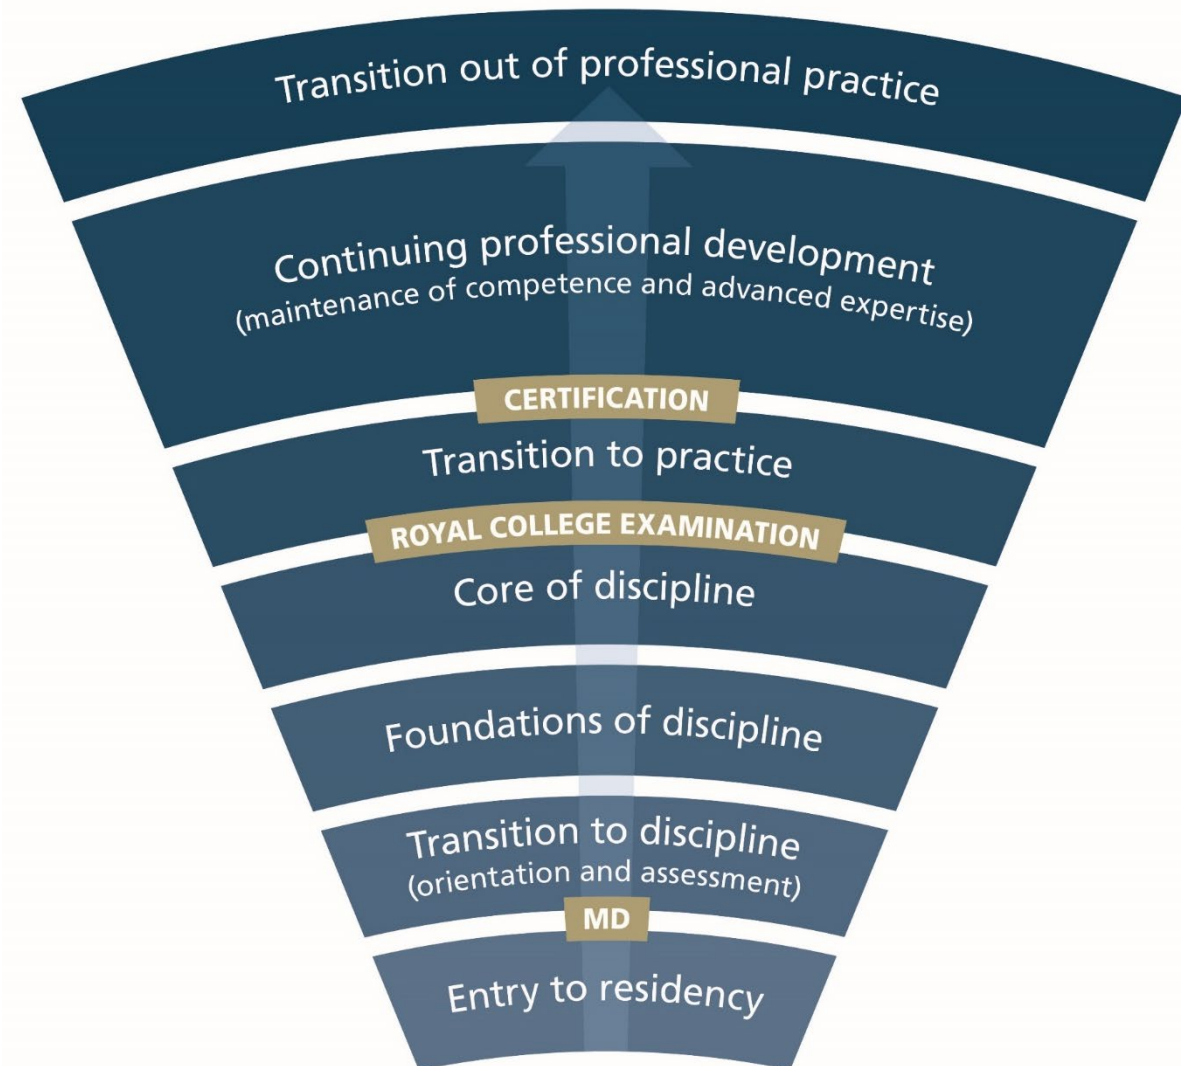 Transition out of professional practice
Continuing professional development
(maintenance of competence and advanced expertise)
CERTIFICATION
Transition to practice
ROYAL COLLEGE EXAMINATION
Core of discipline
Foundations of discipline
Transition to discipline
(orientation and assessment)
MD
Entry to residency